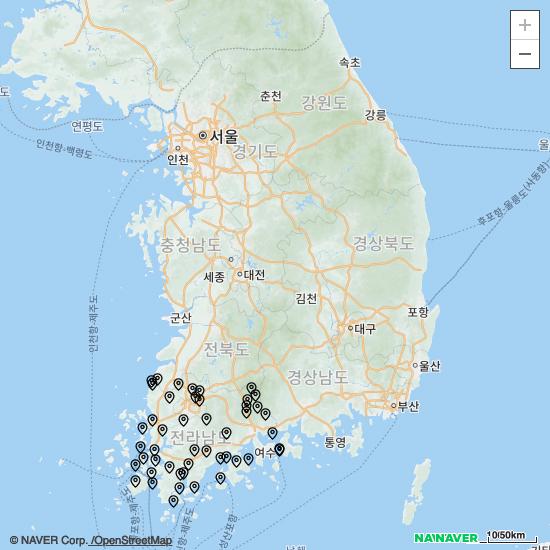 +
−
속초
춘천
강원도
강릉
도
연평도
서울
인천
경기도
울
인천항-백령도
후포항-울릉도(사동항)
충청남도
경상북도
세종
대전
김천
인천항-제주도
군산
포항
대구
전북도
울산
경상남도
부산
전라남도
여수
통영
© NAVER Corp. /OpenStreetMap
NAVER
10/50km